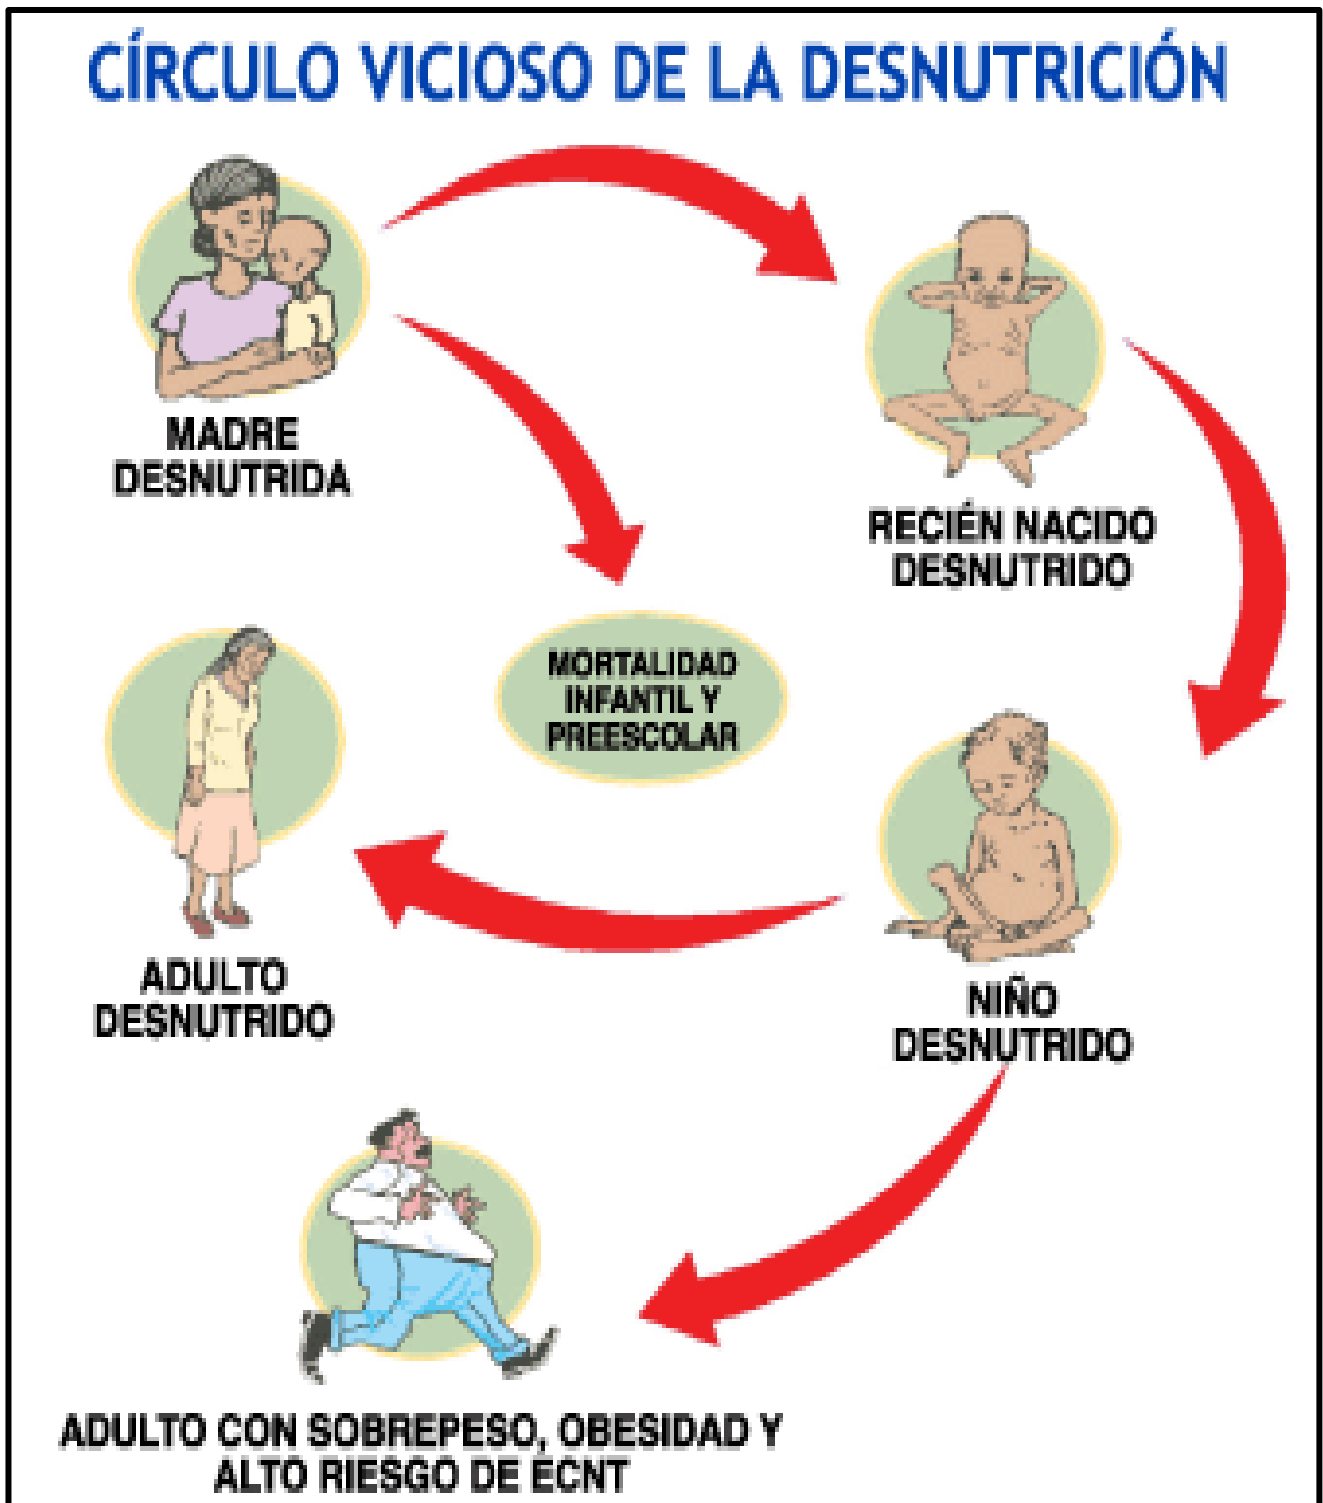 CÍRCULO VICIOSO DE LA DESNUTRICIÓN
MADRE
DESNUTRIDA
RECIÉN NACIDO
DESNUTRIDO
MORTALIDAD
INFANTIL Y
PREESCOLAR
ADULTO
DESNUTRIDO
NIÑO
DESNUTRIDO
ADULTO CON SOBREPESO, OBESIDAD Y
ALTO RIESGO DE ECNT